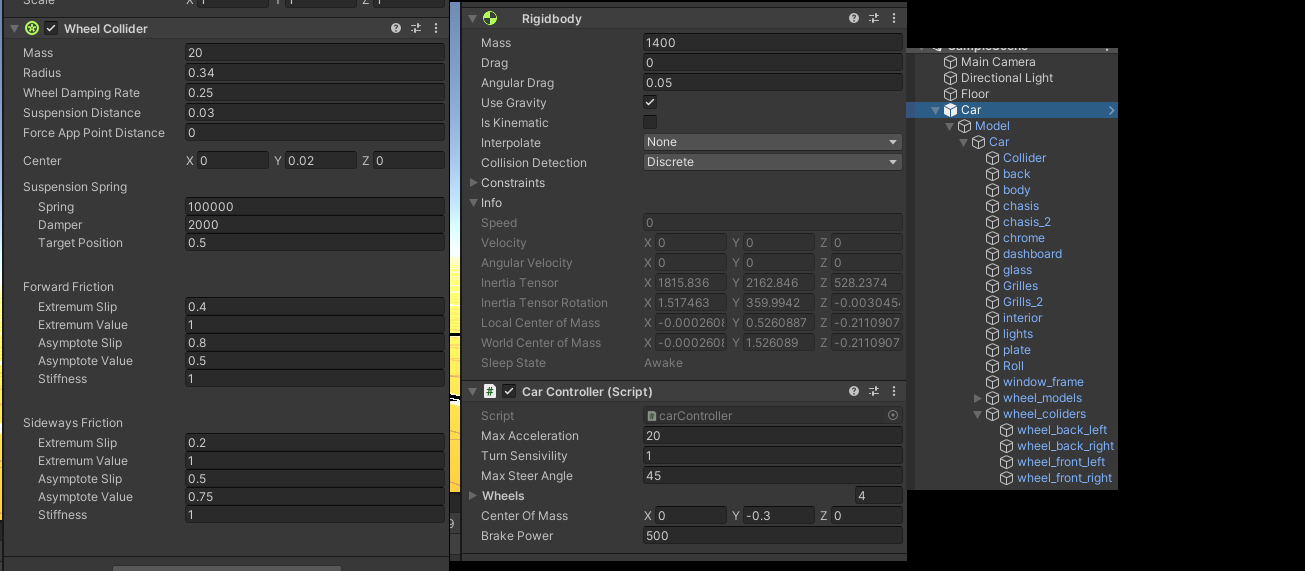 Scale X 1 Y 1 Z 1
Wheel Collider
Mass 20
Radius 0.34
Wheel Damping Rate 0.25
Suspension Distance 0.03
Force App Point Distance 0
Center X 0 Y 0.02 Z 0
Suspension Spring
Spring 100000
Damper 2000
Target Position 0.5
Forward Friction
Extremum Slip 0.4
Extremum Value 1
Asymptote Slip 0.8
Asymptote Value 0.5
Stiffness 1
Sideways Friction
Extremum Slip 0.2
Extremum Value 1
Asymptote Slip 0.5
Asymptote Value 0.75
Stiffness 1
Rigidbody
Mass 1400
Drag 0
Angular Drag 0.05
Use Gravity
Is Kinematic
Interpolate None
Collision Detection Discrete
Constraints
Info
Speed 0
Velocity X 0 Y 0 Z 0
Angular Velocity X 0 Y 0 Z 0
Inertia Tensor X 1815.836 Y 2162.846 Z 528.2374
Inertia Tensor Rotation X 1.517463 Y 359.9942 Z -0.003045
Local Center of Mass X -0.000260 Y 0.5260887 Z -0.2110907
World Center of Mass X -0.000260 Y 1.526089 Z -0.2110907
Sleep State Awake
# Car Controller (Script)
Script # carController
Max Acceleration 20
Turn Sensivility 1
Max Steer Angle 45
Wheels 4
Center Of Mass X 0 Y -0.3 Z 0
Brake Power 500
9
SampleScene
Main Camera
Directional Light
Floor
Car
Model
Car
Collider
back
body
chasis
chasis_2
chrome
dashboard
glass
Grilles
Grills_2
interior
lights
plate
Roll
window_frame
wheel_models
wheel_coliders
wheel_back_left
wheel_back_right
wheel_front_left
wheel_front_right